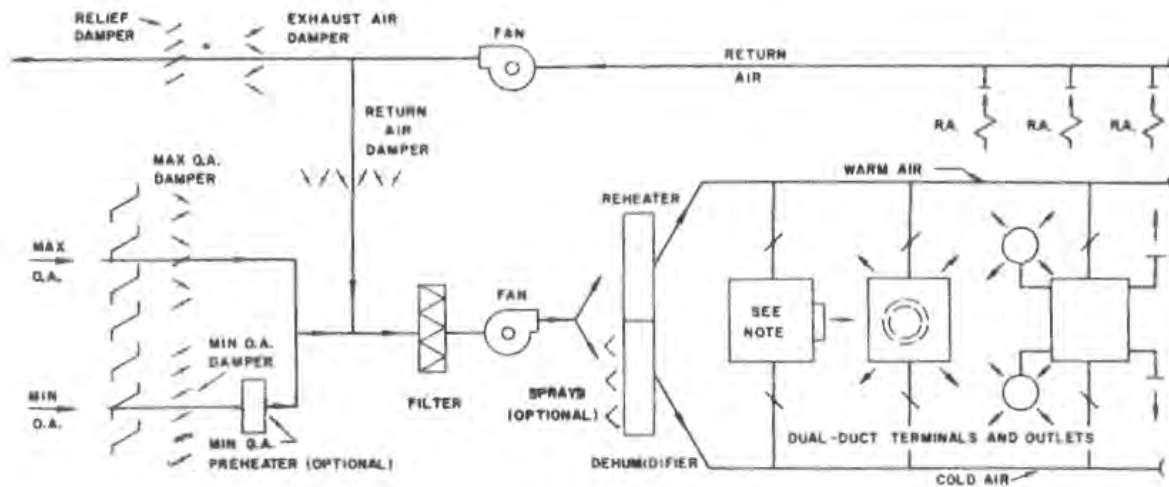 RELIEF
DAMPER
EXHAUST AIR
DAMPER
FAN
RETURN
AIR
RETURN
AIR
DAMPER
R.A.
R.A.
R.A.
MAX O.A.
DAMPER
WARM AIR
REHEATER
MAX
O.A.
FAN
SEE
NOTE
MIN O.A.
DAMPER
MIN
O.A.
FILTER
SPRAYS
(OPTIONAL)
MIN O.A.
PREHEATER (OPTIONAL)
DUAL-DUCT TERMINALS AND OUTLETS
DEHUMIDIFIER
COLD AIR